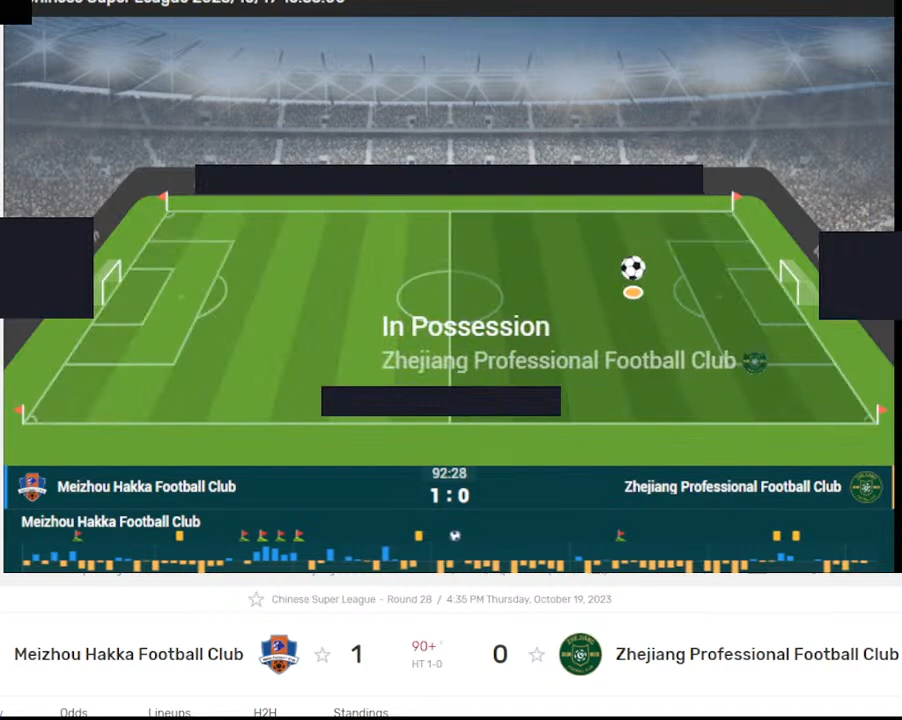 In Possession
Zhejiang Professional Football Club
92:28
Meizhou Hakka Football Club
1 : 0
Zhejiang Professional Football Club
Meizhou Hakka Football Club
Chinese Super League - Round 28 / 4:35 PM Thursday, October 19, 2023
Meizhou Hakka Football Club
1
90+'
HT 1-0
0
Zhejiang Professional Football Club
Odds
Lineups
H2H
Standings